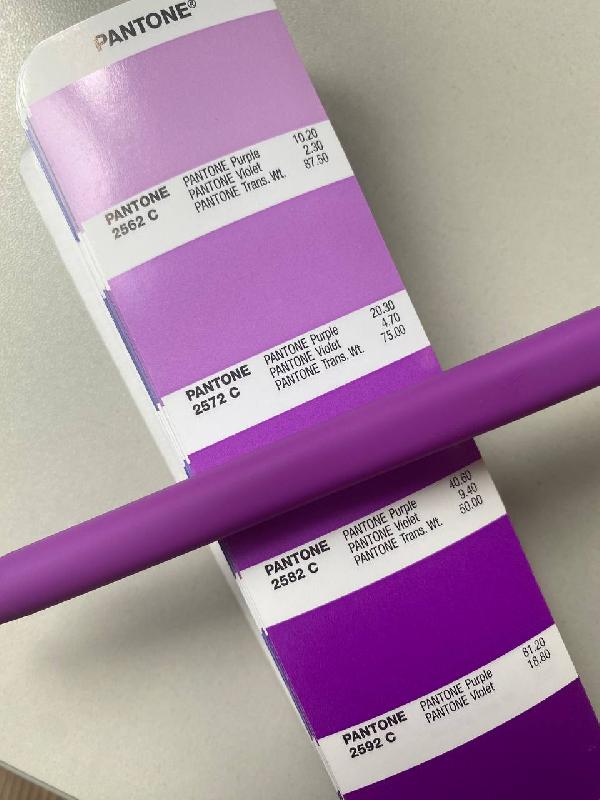 PANTONE®
PANTONE
2562 C
PANTONE Purple 10.20
PANTONE Violet 2.30
PANTONE Trans. Wt. 87.50
PANTONE
2572 C
PANTONE Purple 20.30
PANTONE Violet 4.70
PANTONE Trans. Wt. 75.00
PANTONE
2582 C
PANTONE Purple 40.60
PANTONE Violet 9.40
PANTONE Trans. Wt. 50.00
PANTONE
2592 C
PANTONE Purple 81.20
PANTONE Violet 18.80